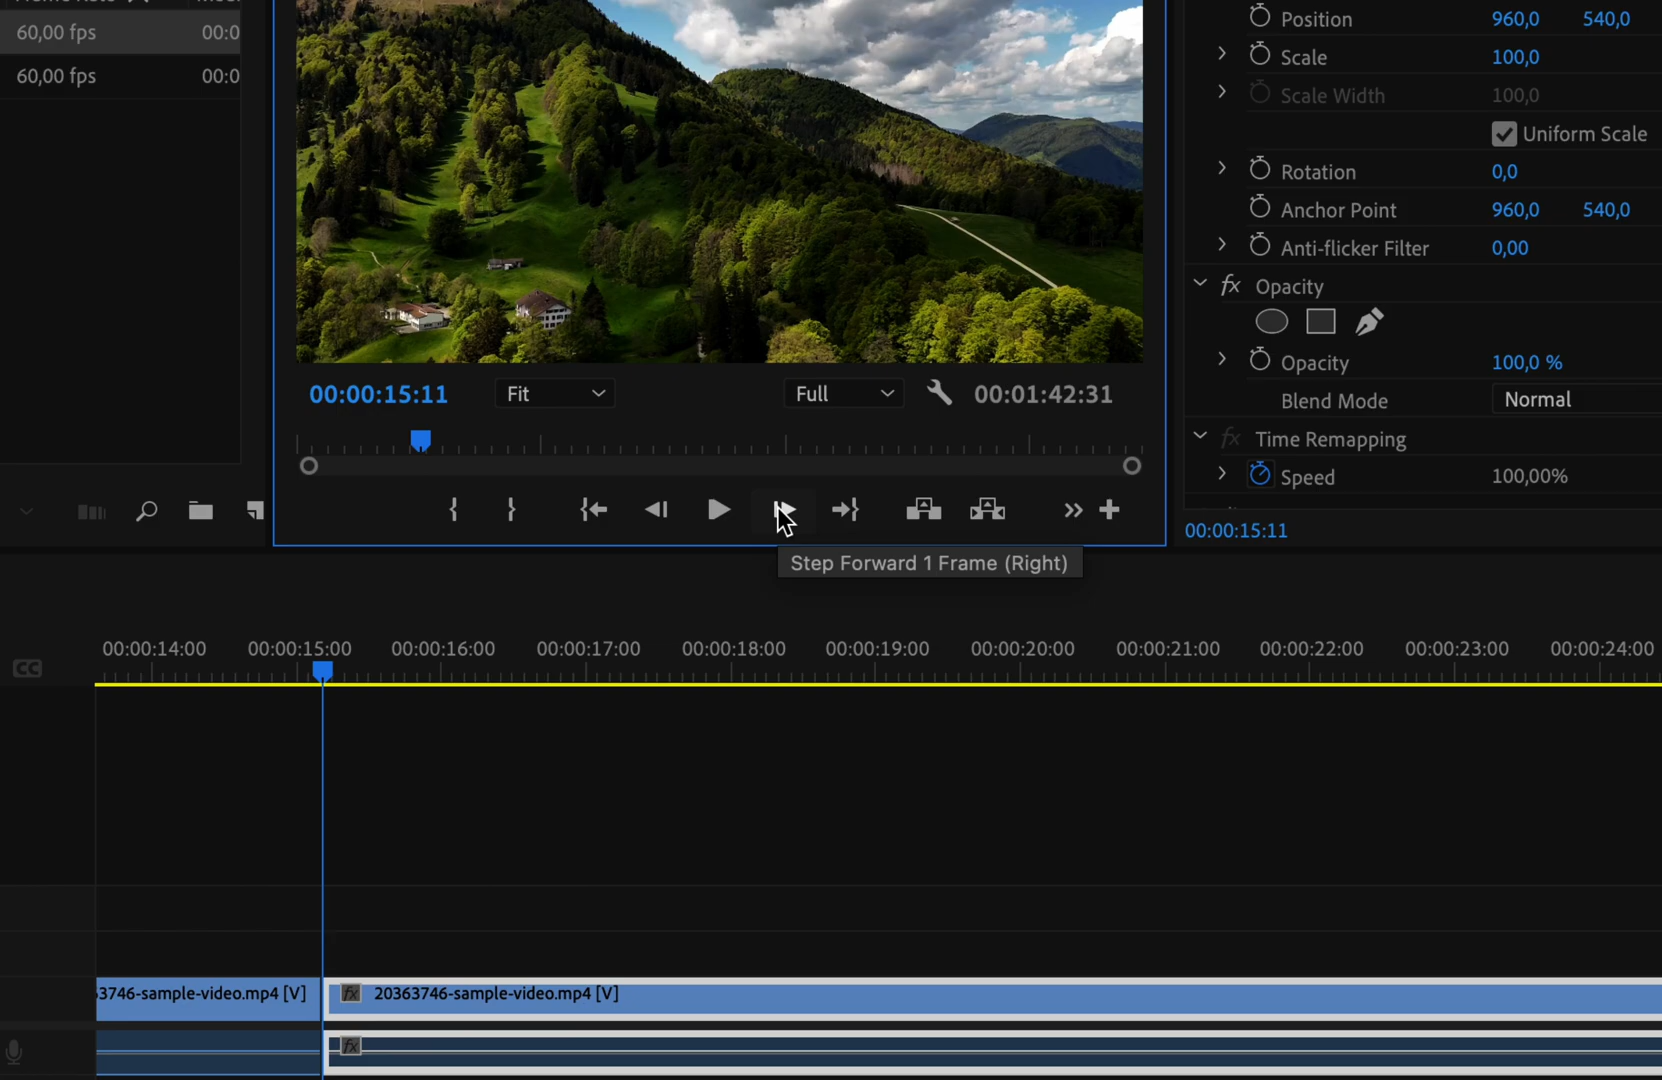 60,00 fps 00:0
60,00 fps 00:0
00:00:15:11 Fit Full 00:01:42:31
Step Forward 1 Frame (Right)
Position 960,0 540,0
Scale 100,0
Scale Width 100,0
Uniform Scale
Rotation 0,0
Anchor Point 960,0 540,0
Anti-flicker Filter 0,00
fx Opacity
Opacity 100,0 %
Blend Mode Normal
fx Time Remapping
Speed 100,00%
00:00:15:11
00:00:14:00 00:00:15:00 00:00:16:00 00:00:17:00 00:00:18:00 00:00:19:00 00:00:20:00 00:00:21:00 00:00:22:00 00:00:23:00 00:00:24:00
CC
3746-sample-video.mp4 [V] fx 20363746-sample-video.mp4 [V]
fx